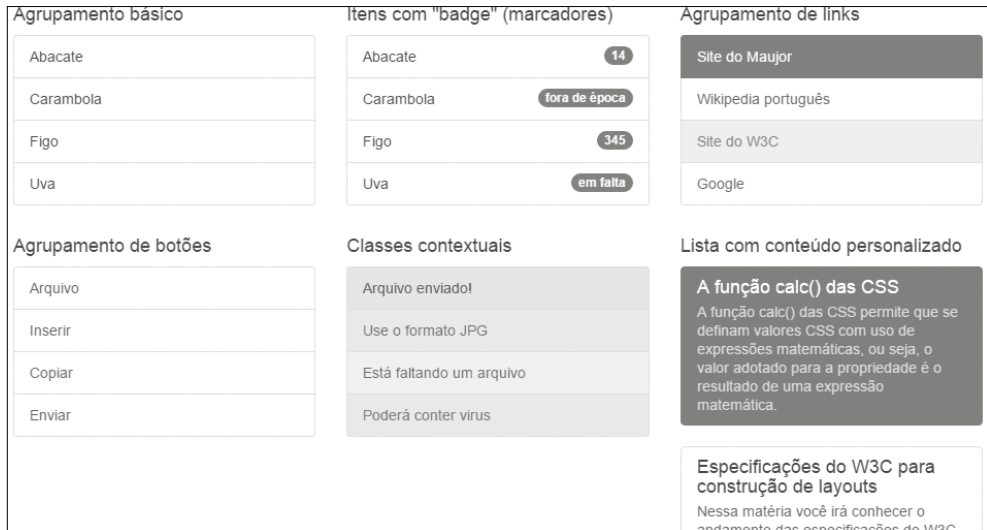 Agrupamento básico
Abacate
Carambola
Figo
Uva
Itens com "badge" (marcadores)
Abacate 14
Carambola fora de época
Figo 345
Uva em falta
Agrupamento de links
Site do Maujor
Wikipedia português
Site do W3C
Google
Agrupamento de botões
Arquivo
Inserir
Copiar
Enviar
Classes contextuais
Arquivo enviado!
Use o formato JPG
Está faltando um arquivo
Poderá conter virus
Lista com conteúdo personalizado
A função calc() das CSS
A função calc() das CSS permite que se
definam valores CSS com uso de
expressões matemáticas, ou seja, o
valor adotado para a propriedade é o
resultado de uma expressão
matemática.
Especificações do W3C para
construção de layouts
Nessa matéria você irá conhecer o
andamento das especificações do W3C